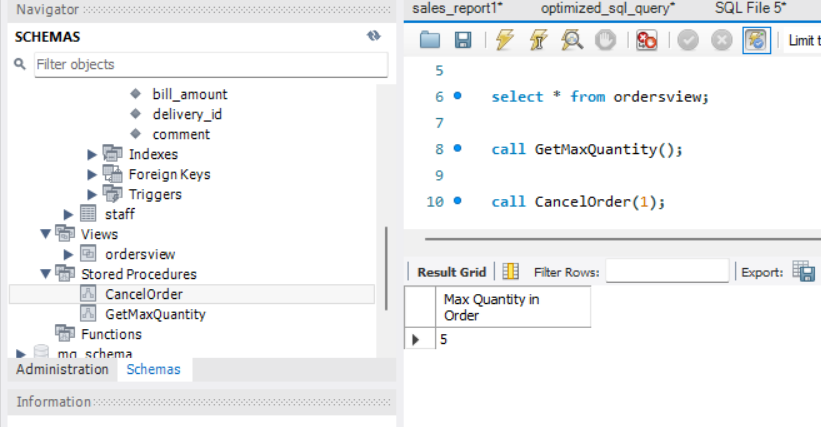 Navigator
SCHEMAS
Filter objects
bill_amount
delivery_id
comment
Indexes
Foreign Keys
Triggers
staff
Views
ordersview
Stored Procedures
CancelOrder
GetMaxQuantity
Functions
mg_schema
Administration Schemas
Information
sales_report1* optimized_sql_query* SQL File 5*
Limit t
5
6 select * from ordersview;
7
8 call GetMaxQuantity();
9
10 call CancelOrder(1);
Result Grid Filter Rows: Export:
Max Quantity in
Order
5